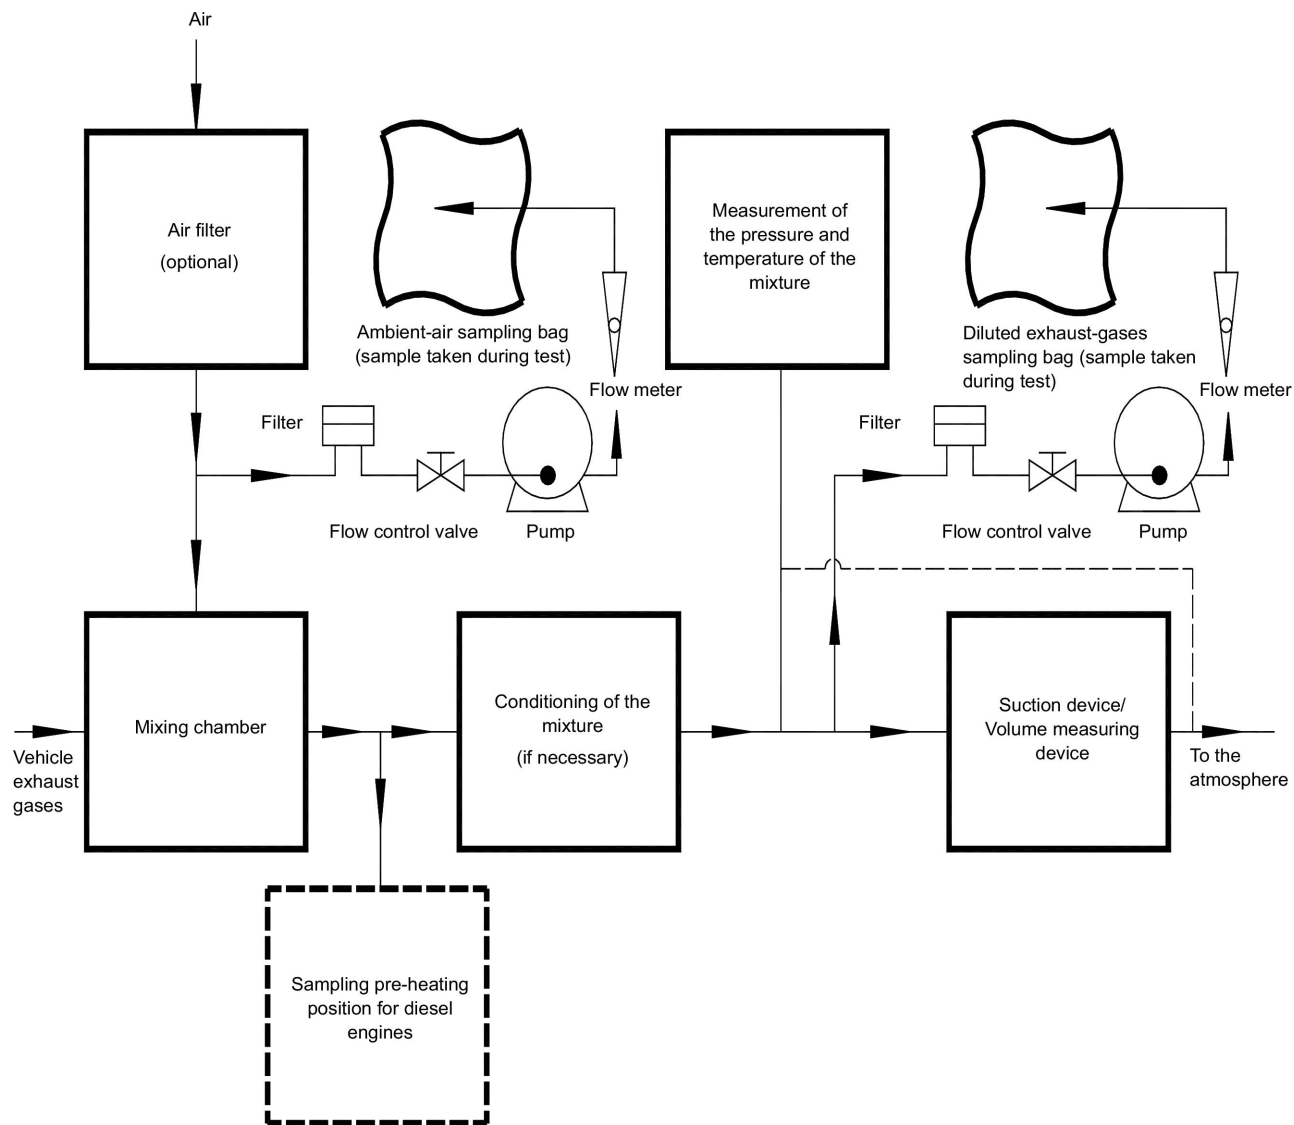 Air
Air filter
(optional)
Ambient-air sampling bag
(sample taken during test)
Measurement of
the pressure and
temperature of the
mixture
Diluted exhaust-gases
sampling bag (sample taken
during test)
Flow meter
Flow meter
Filter
Filter
Flow control valve
Pump
Flow control valve
Pump
Vehicle
exhaust
gases
Mixing chamber
Conditioning of the
mixture
(if necessary)
Suction device/
Volume measuring
device
To the
atmosphere
Sampling pre-heating
position for diesel
engines